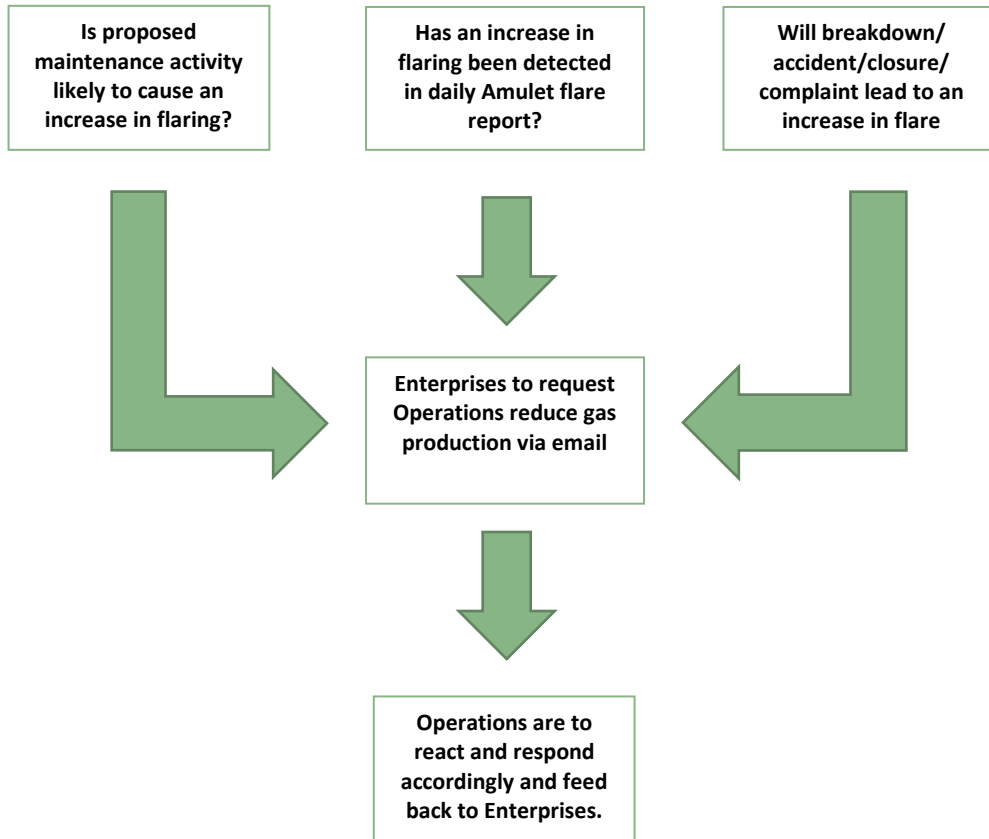 Is proposed
maintenance activity
likely to cause an
increase in flaring?
Has an increase in
flaring been detected
in daily Amulet flare
report?
Will breakdown/
accident/closure/
complaint lead to an
increase in flare
Enterprises to request
Operations reduce gas
production via email
Operations are to
react and respond
accordingly and feed
back to Enterprises.